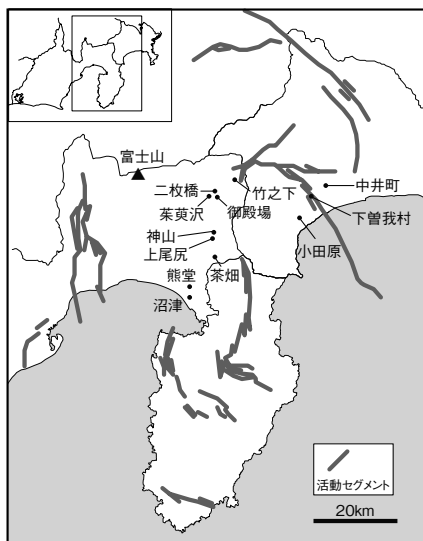 富士山
二枚橋
竹之下
中井町
茱萸沢
御殿場
下曽我村
神山
小田原
上尾尻
熊堂
茶畑
沼津
活動セグメント
20km